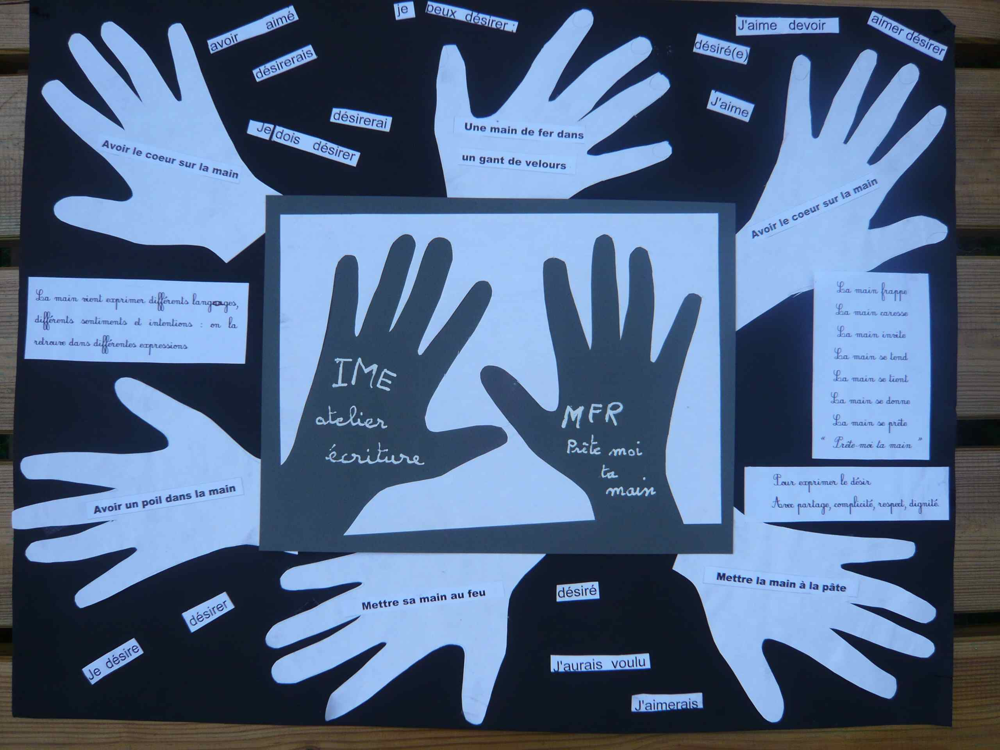 avoir aimé
je peux désirer :
J'aime devoir
aimer désirer
désirerais
désiré(e)
J'aime
désirerai
Je dois désirer
Avoir le coeur sur la main
Une main de fer dans
un gant de velours
Avoir le coeur sur la main
La main vient exprimer différents langages,
différents sentiments et intentions : on la
retrouve dans différentes expressions
IME
atelier
écriture
MFR
Prête moi
ta
main
La main frappe
La main caresse
La main invite
La main se tend
La main se tient
La main se donne
La main se prête
“ Prête-moi ta main ”
Pour exprimer le désir
Avec partage, complicité, respect, dignité.
Avoir un poil dans la main
Mettre sa main au feu
Mettre la main à la pâte
désirer
Je désire
désiré
J'aurais voulu
J'aimerais